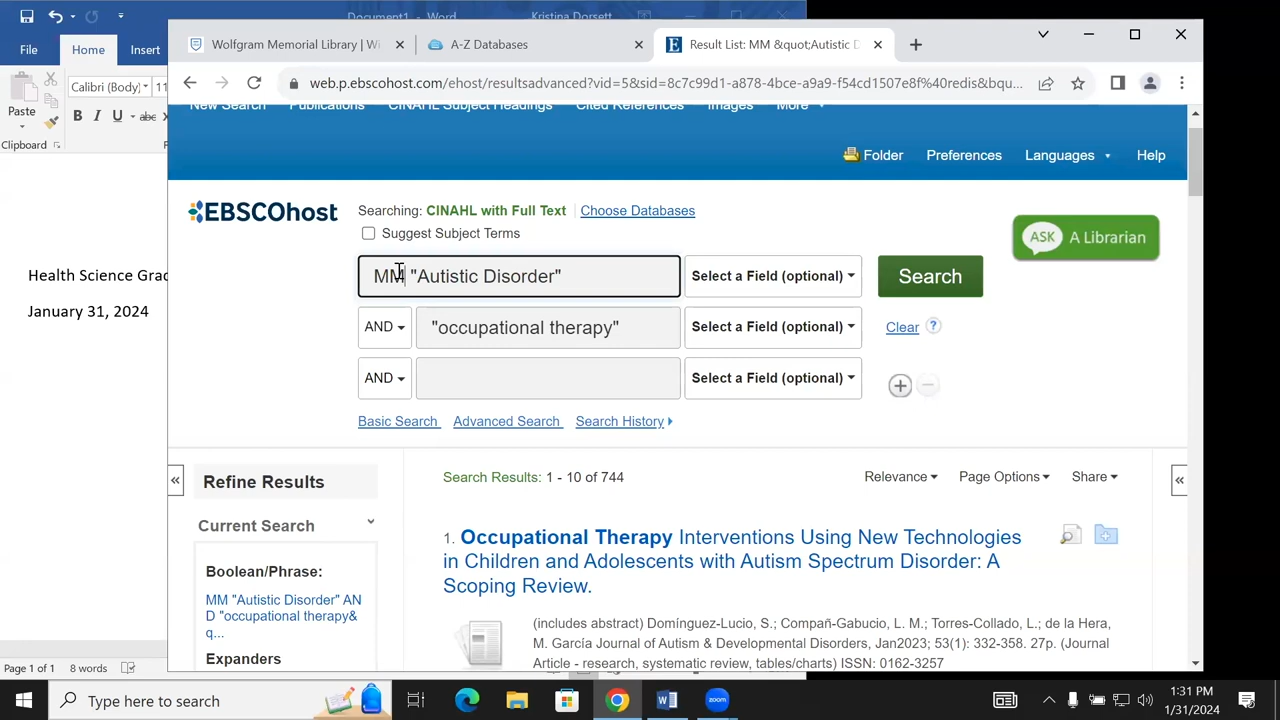 Document1 - Word
Kristina Dorsett
File
Home
Insert
Wolfgram Memorial Library | Wi
A-Z Databases
Result List: MM &quot;Autistic D
web.p.ebscohost.com/ehost/resultsadvanced?vid=5&sid=8c7c99d1-a878-4bce-a9a9-f54cd1507e8f%40redis&bqu...
Calibri (Body)
11
Paste
B I U abc
Clipboard
New Search
Publications
CINAHL Subject Headings
Cited References
Images
More
Folder
Preferences
Languages
Help
EBSCOhost
Searching: CINAHL with Full Text
Choose Databases
Suggest Subject Terms
ASK A Librarian
MM "Autistic Disorder"
Select a Field (optional)
Search
AND
"occupational therapy"
Select a Field (optional)
Clear
?
AND
Select a Field (optional)
Basic Search
Advanced Search
Search History
Health Science Grad
January 31, 2024
Refine Results
Current Search
Boolean/Phrase:
MM "Autistic Disorder" AN
D "occupational therapy&
q...
Expanders
Search Results: 1 - 10 of 744
Relevance
Page Options
Share
1. Occupational Therapy Interventions Using New Technologies
in Children and Adolescents with Autism Spectrum Disorder: A
Scoping Review.
(includes abstract) Domínguez-Lucio, S.; Compañ-Gabucio, L. M.; Torres-Collado, L.; de la Hera,
M. García Journal of Autism & Developmental Disorders, Jan2023; 53(1): 332-358. 27p. (Journal
Article - research, systematic review, tables/charts) ISSN: 0162-3257
Page 1 of 1
8 words
Type here to search
zoom
1:31 PM
1/31/2024